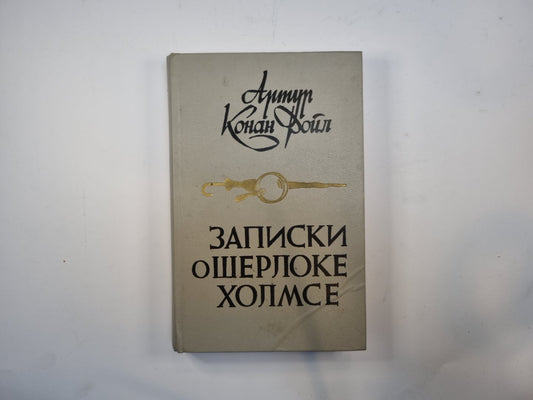 Артур
Конан Дойл
ЗАПИСКИ
О ШЕРЛОКЕ
ХОЛМСЕ